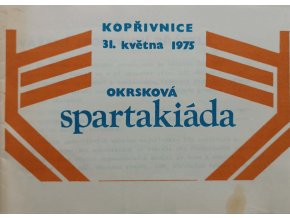 KOPŘIVNICE
31. května 1975
OKRSKOVÁ
spartakiáda